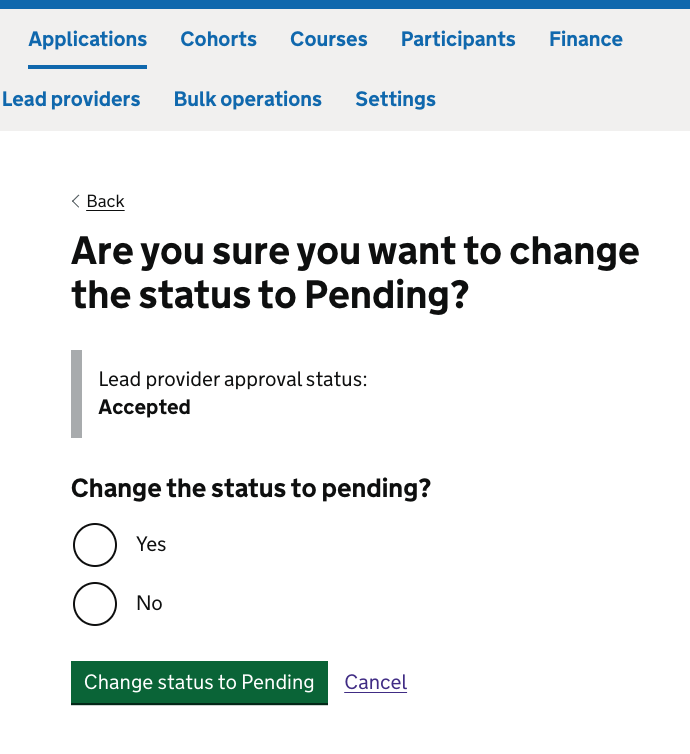 Applications Cohorts Courses Participants Finance
Lead providers Bulk operations Settings
Back
Are you sure you want to change
the status to Pending?
Lead provider approval status:
Accepted
Change the status to pending?
Yes
No
Change status to Pending Cancel